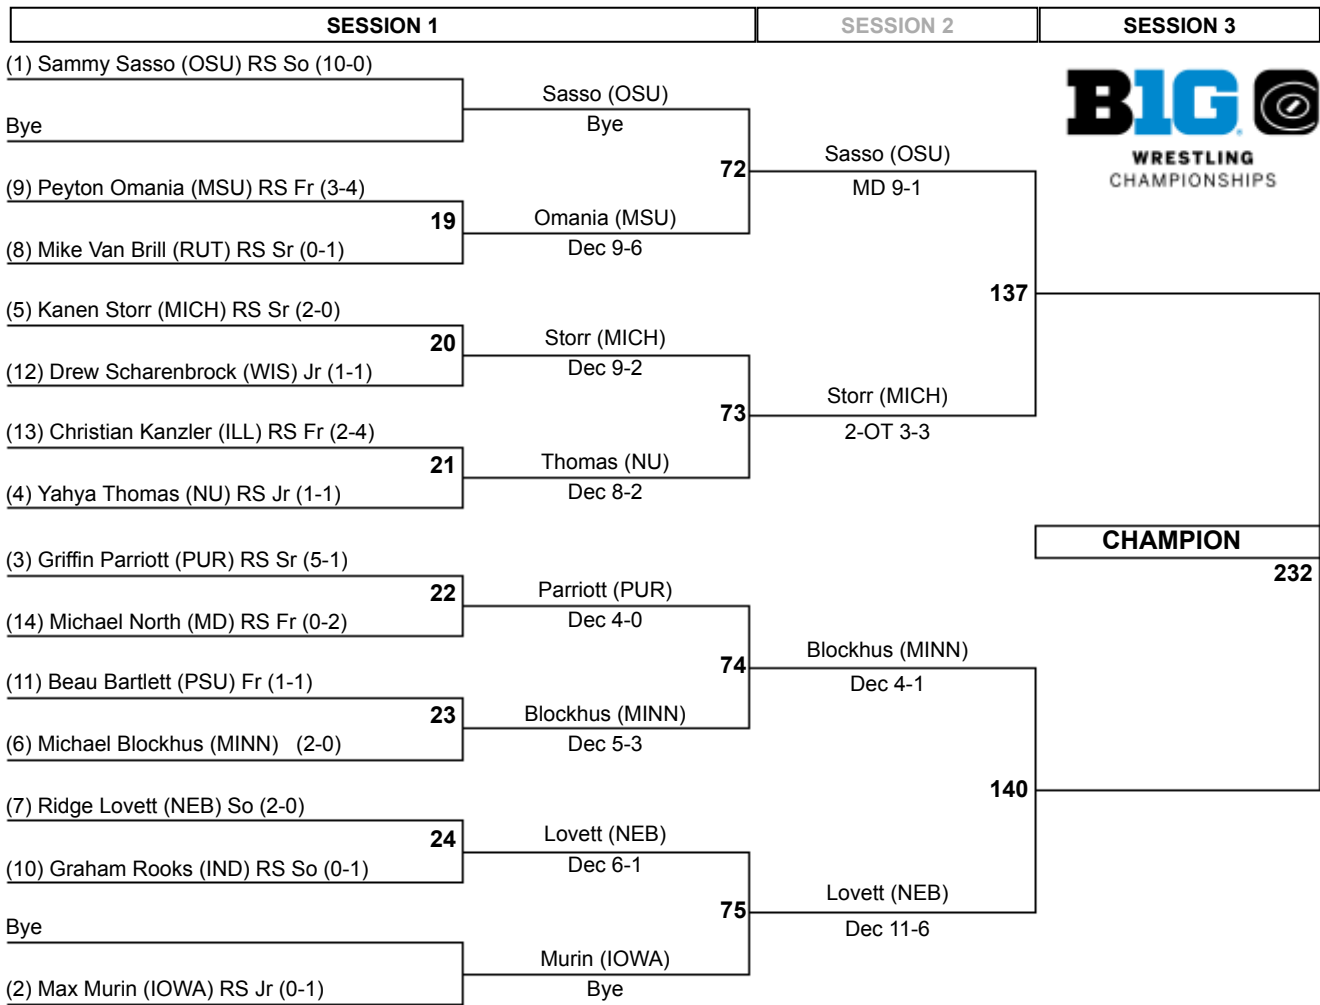 SESSION 1
SESSION 2
SESSION 3
B1G
WRESTLING
CHAMPIONSHIPS
(1) Sammy Sasso (OSU) RS So (10-0)
Bye
(9) Peyton Omania (MSU) RS Fr (3-4)
19
(8) Mike Van Brill (RUT) RS Sr (0-1)
(5) Kanen Storr (MICH) RS Sr (2-0)
20
(12) Drew Scharenbrock (WIS) Jr (1-1)
(13) Christian Kanzler (ILL) RS Fr (2-4)
21
(4) Yahya Thomas (NU) RS Jr (1-1)
(3) Griffin Parriott (PUR) RS Sr (5-1)
22
(14) Michael North (MD) RS Fr (0-2)
(11) Beau Bartlett (PSU) Fr (1-1)
23
(6) Michael Blockhus (MINN) (2-0)
(7) Ridge Lovett (NEB) So (2-0)
24
(10) Graham Rooks (IND) RS So (0-1)
Bye
(2) Max Murin (IOWA) RS Jr (0-1)
Sasso (OSU)
Bye
72
Omania (MSU)
Dec 9-6
Storr (MICH)
Dec 9-2
73
Thomas (NU)
Dec 8-2
Parriott (PUR)
Dec 4-0
74
Blockhus (MINN)
Dec 5-3
Lovett (NEB)
Dec 6-1
75
Murin (IOWA)
Bye
Sasso (OSU)
MD 9-1
137
Storr (MICH)
2-OT 3-3
Blockhus (MINN)
Dec 4-1
140
Lovett (NEB)
Dec 11-6
CHAMPION
232